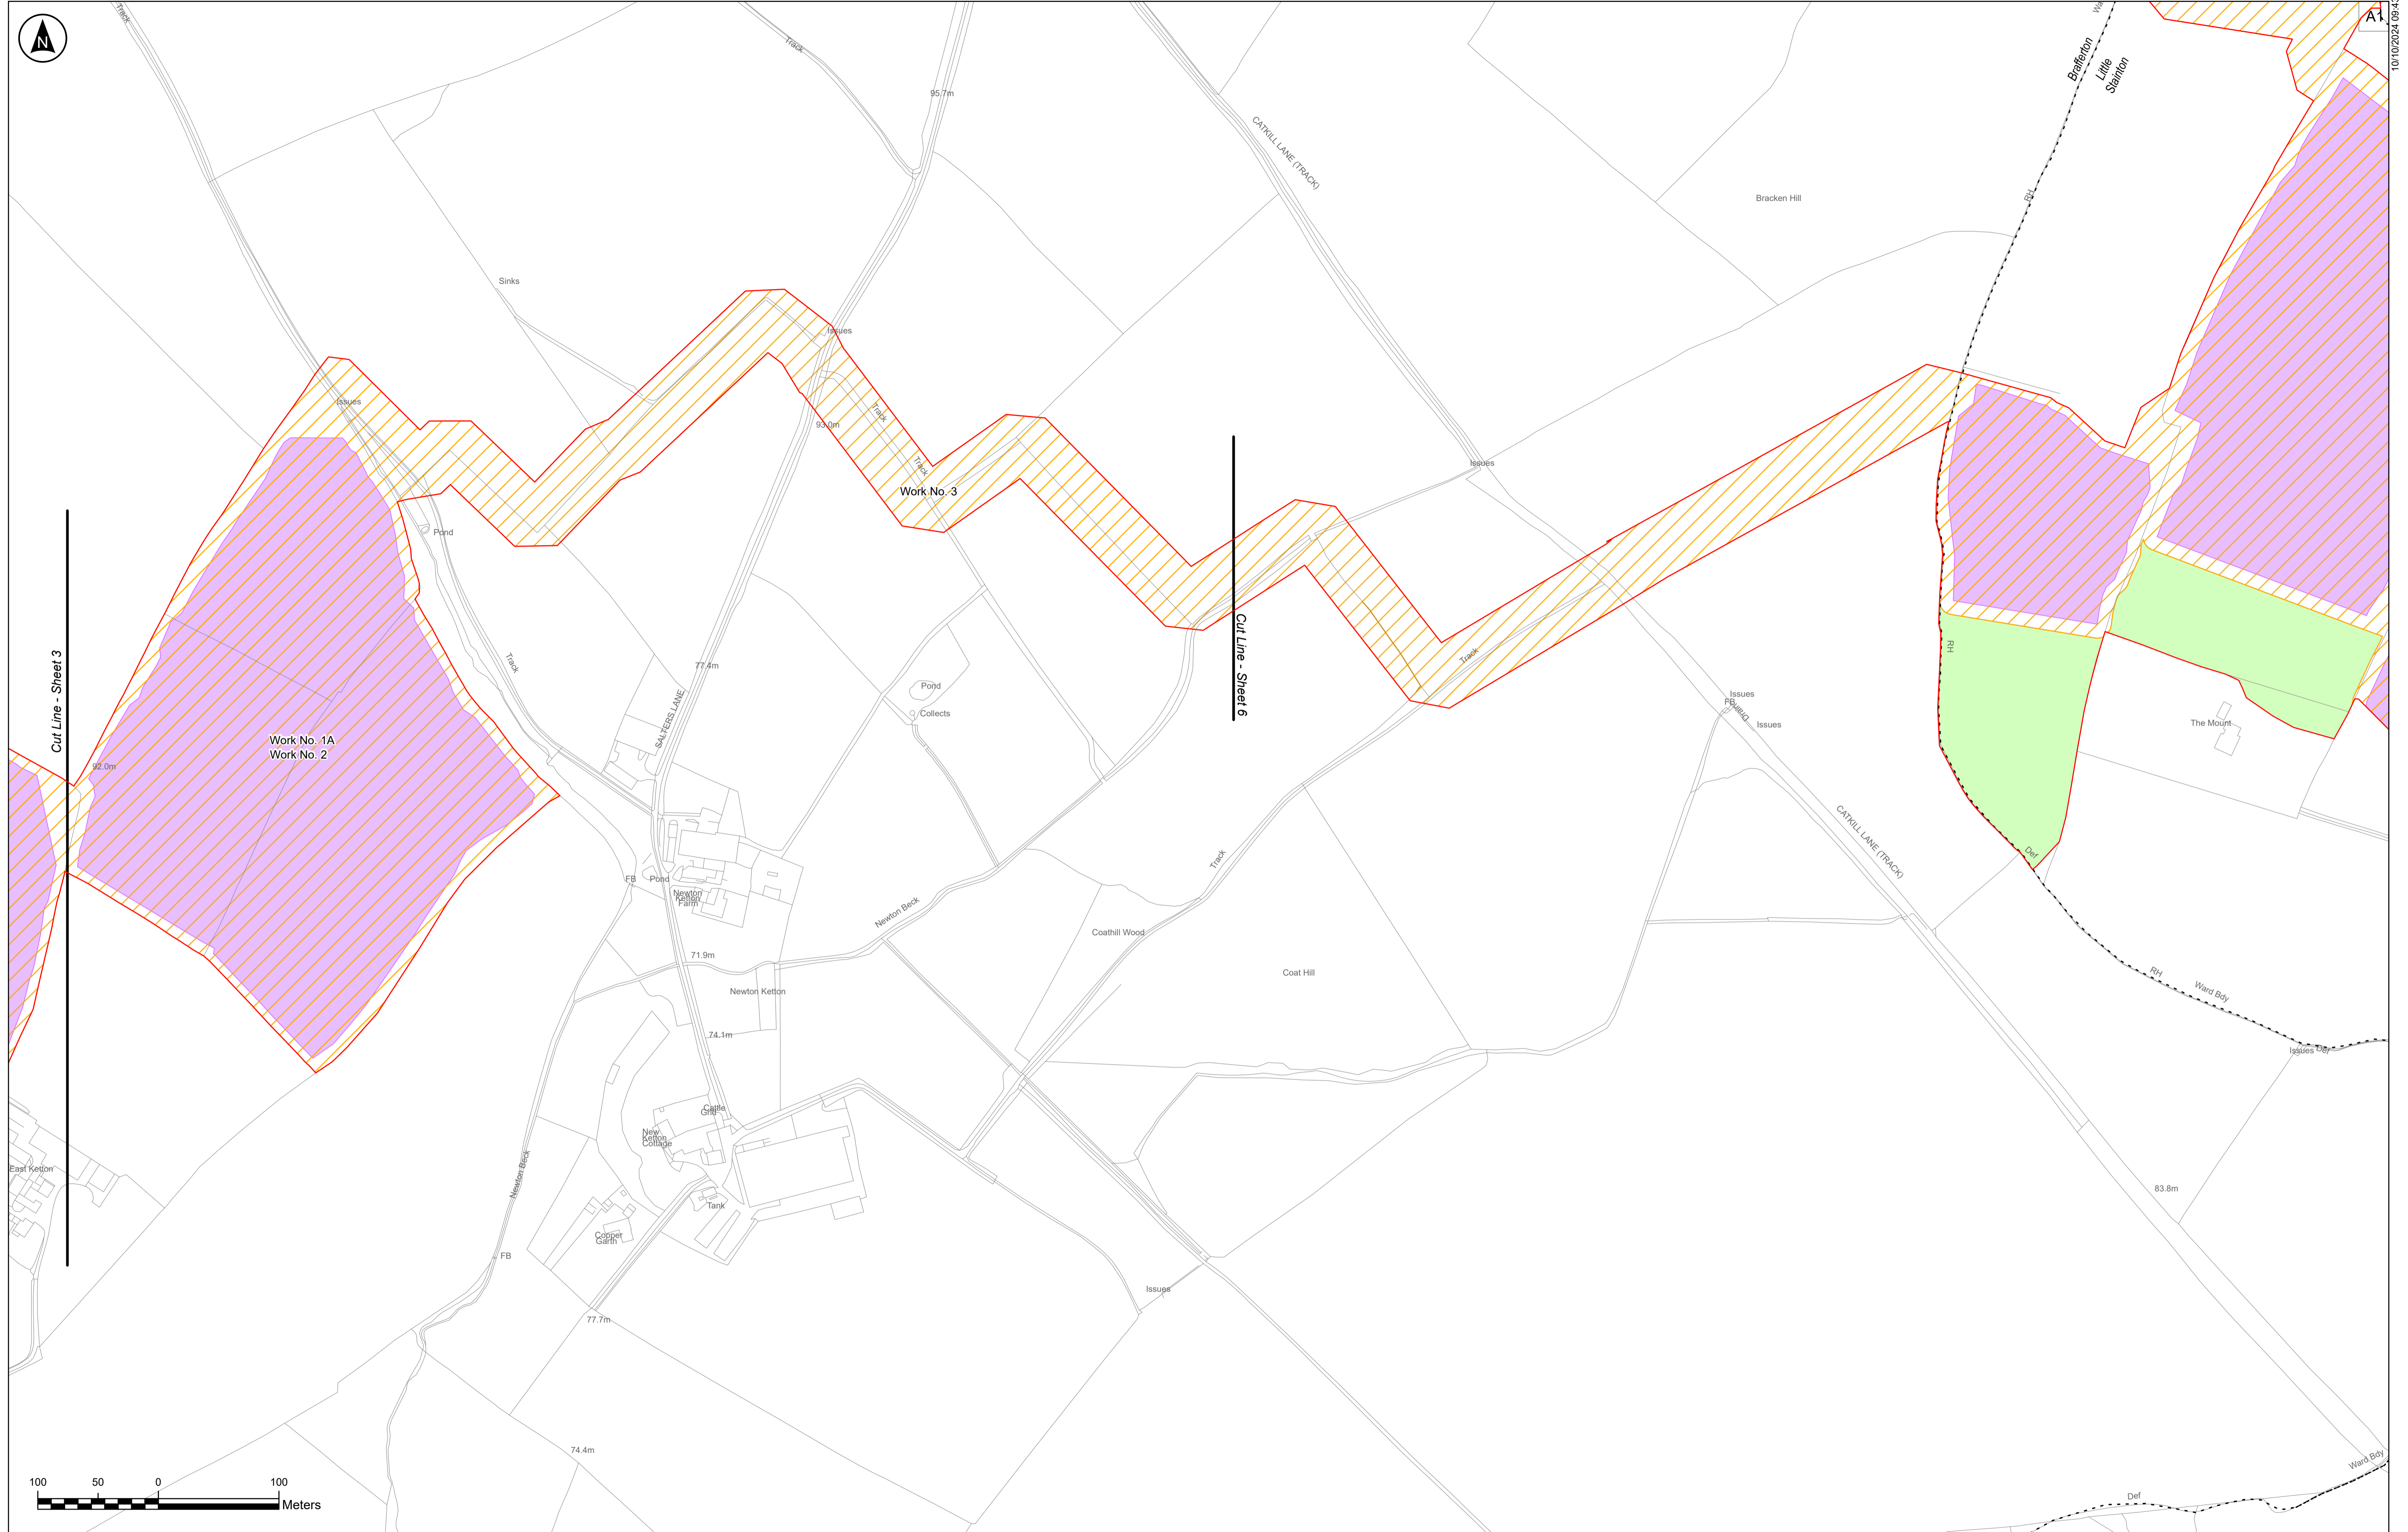 N
Track
Track
95.7m
CATKILL LANE (TRACK)
Bracken Hill
RH
Brafferton
Little
Stainton
A1
Sinks
Issues
Issues
93.0m
Track
Track
Work No. 3
Issues
Pond
Track
77.4m
SALTERS LANE
Pond
Collects
Cut Line - Sheet 3
Cut Line - Sheet 6
Work No. 1A
Work No. 2
92.0m
Track
RH
Issues
FB
Drain
Issues
The Mount
CATKILL LANE (TRACK)
Def
FB
Pond
Newton
Ketton
Farm
Track
Newton Beck
Coathill Wood
Coat Hill
71.9m
Newton Ketton
74.1m
RH
Ward Bdy
Issues
Def
Cattle
Grid
New
Ketton
Cottage
East Ketton
Newton Beck
Tank
Copper
Garth
FB
83.8m
Issues
77.7m
74.4m
Ward Bdy
Def
100 50 0 100
Meters